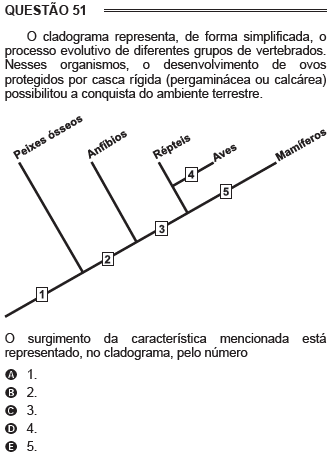 QUESTÃO 51
O cladograma representa, de forma simplificada, o
processo evolutivo de diferentes grupos de vertebrados.
Nesses organismos, o desenvolvimento de ovos
protegidos por casca rígida (pergaminácea ou calcárea)
possibilitou a conquista do ambiente terrestre.
Peixes ósseos
Anfíbios
Répteis
Aves
Mamíferos
4
5
3
2
1
O surgimento da característica mencionada está
representado, no cladograma, pelo número
A 1.
B 2.
C 3.
D 4.
E 5.